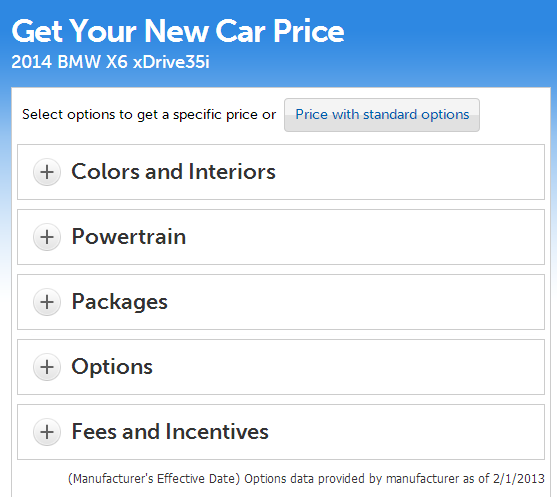 Get Your New Car Price
2014 BMW X6 xDrive35i
Select options to get a specific price or Price with standard options
Colors and Interiors
Powertrain
Packages
Options
Fees and Incentives
(Manufacturer's Effective Date) Options data provided by manufacturer as of 2/1/2013